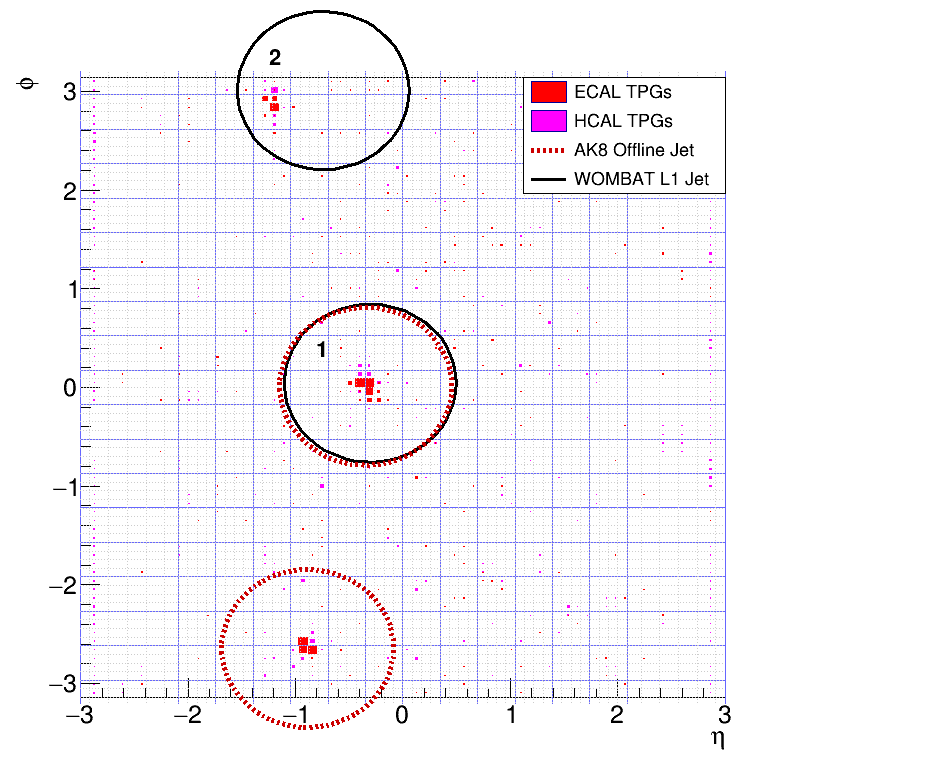 ϕ
2
3
2
1
0
−1
−2
−3
ECAL TPGs
HCAL TPGs
AK8 Offline Jet
WOMBAT L1 Jet
1
−3 −2 −1 0 1 2 3
η